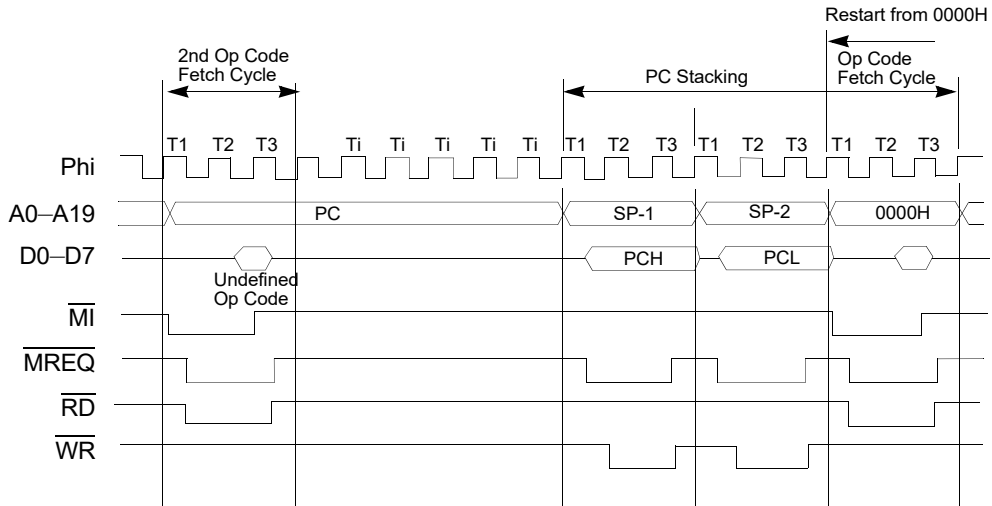 Restart from 0000H
2nd Op Code
Fetch Cycle
PC Stacking
Op Code
Fetch Cycle
T1 T2 T3 Ti Ti Ti Ti Ti T1 T2 T3 T1 T2 T3 T1 T2 T3
Phi
A0–A19 PC SP-1 SP-2 0000H
D0–D7 PCH PCL
Undefined
Op Code
MI
MREQ
RD
WR